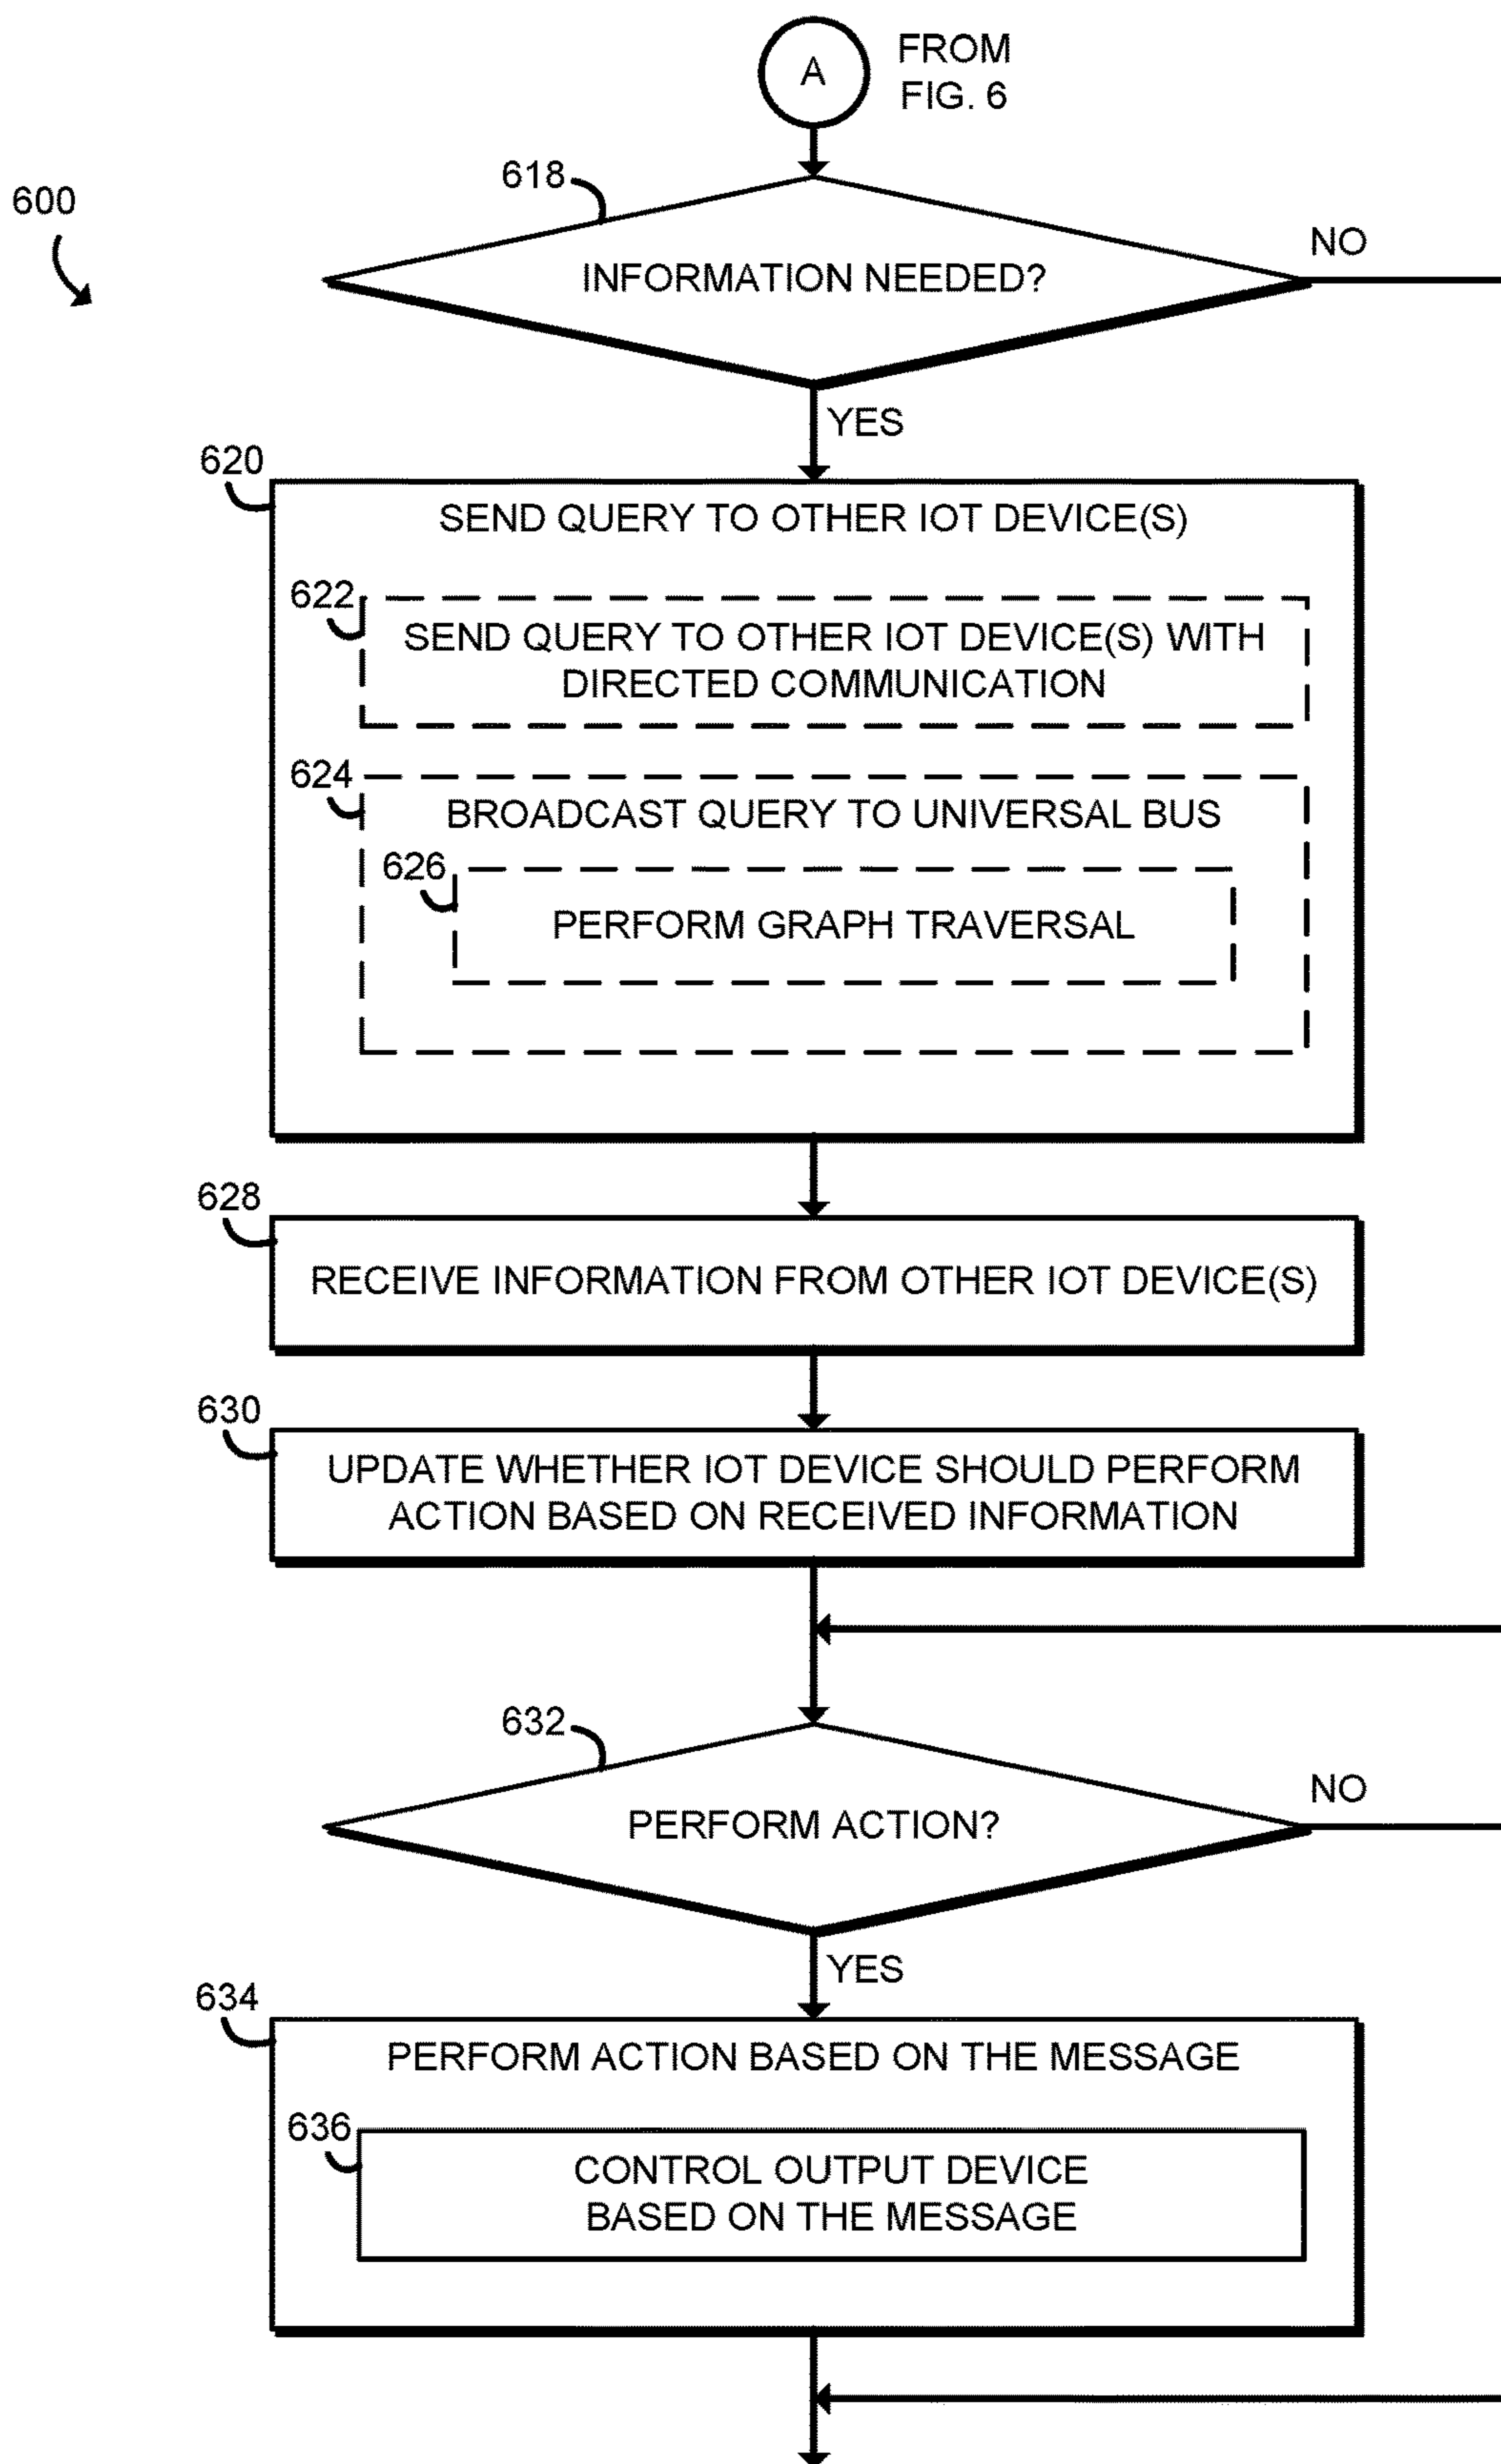 A
FROM
FIG. 6
600
618
INFORMATION NEEDED?
NO
YES
620
SEND QUERY TO OTHER IOT DEVICE(S)
622
SEND QUERY TO OTHER IOT DEVICE(S) WITH
DIRECTED COMMUNICATION
624
BROADCAST QUERY TO UNIVERSAL BUS
626
PERFORM GRAPH TRAVERSAL
628
RECEIVE INFORMATION FROM OTHER IOT DEVICE(S)
630
UPDATE WHETHER IOT DEVICE SHOULD PERFORM
ACTION BASED ON RECEIVED INFORMATION
632
PERFORM ACTION?
NO
YES
634
PERFORM ACTION BASED ON THE MESSAGE
636
CONTROL OUTPUT DEVICE
BASED ON THE MESSAGE